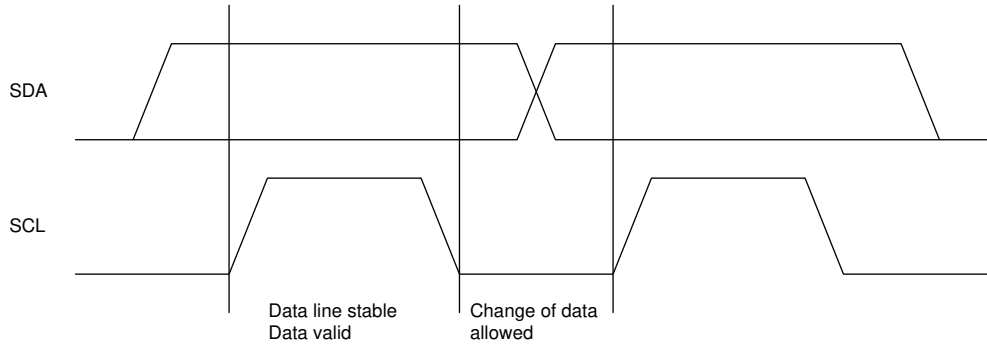 SDA
SCL
Data line stable
Data valid
Change of data
allowed